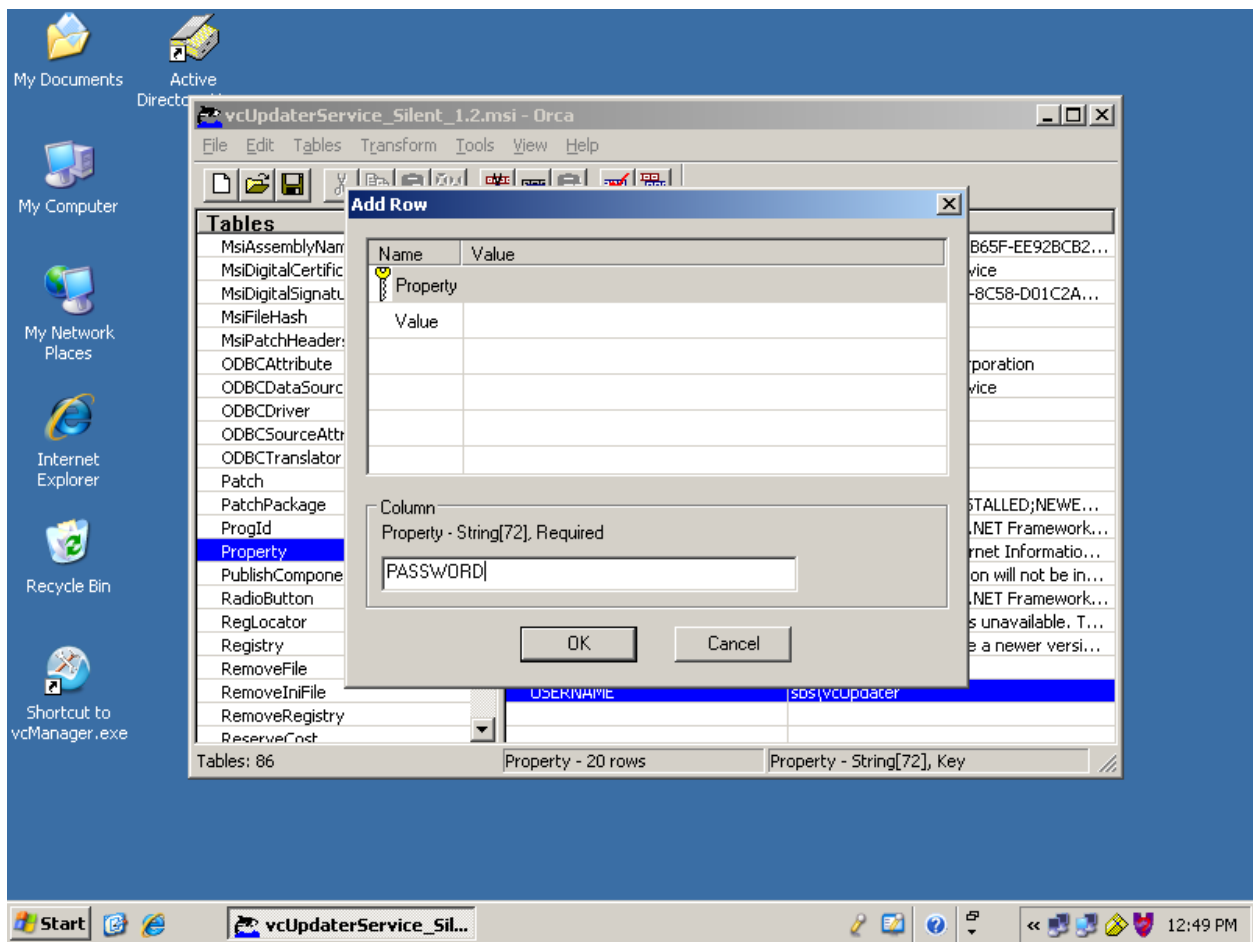 My Documents
Active
Directo
vcUpdaterService_Silent_1.2.msi - Orca
File Edit Tables Transform Tools View Help
My Computer
Add Row
Tables
MsiAssemblyNam
B65F-EE92BCB2...
Name Value
MsiDigitalCertific
vice
Property
MsiDigitalSignatu
-8C58-D01C2A...
MsiFileHash
Value
My Network
Places
MsiPatchHeader
ODBCAttribute
poration
ODBCDataSourc
vice
ODBCDriver
ODBCSourceAttr
Internet
Explorer
ODBCTranslator
Patch
PatchPackage
Column
STALLED;NEWE...
ProgId
Property - String[72], Required
.NET Framework...
Property
rnet Informatio...
PublishCompone
PASSWORD
on will not be in...
Recycle Bin
RadioButton
.NET Framework...
RegLocator
s unavailable. T...
Registry
OK Cancel
e a newer versi...
RemoveFile
RemoveIniFile
USERNAME sbs\vcUpdater
Shortcut to
vcManager.exe
RemoveRegistry
ReserveCost
Tables: 86 Property - 20 rows Property - String[72], Key
Start vcUpdaterService_Sil... « 12:49 PM